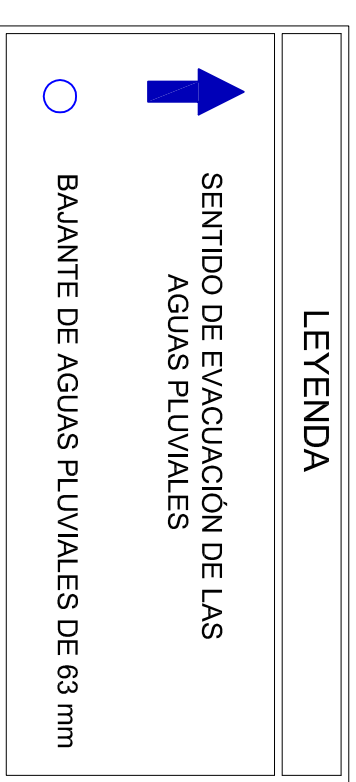 LEYENDA
SENTIDO DE EVACUACIÓN DE LAS
AGUAS PLUVIALES
BAJANTE DE AGUAS PLUVIALES DE 63 mm